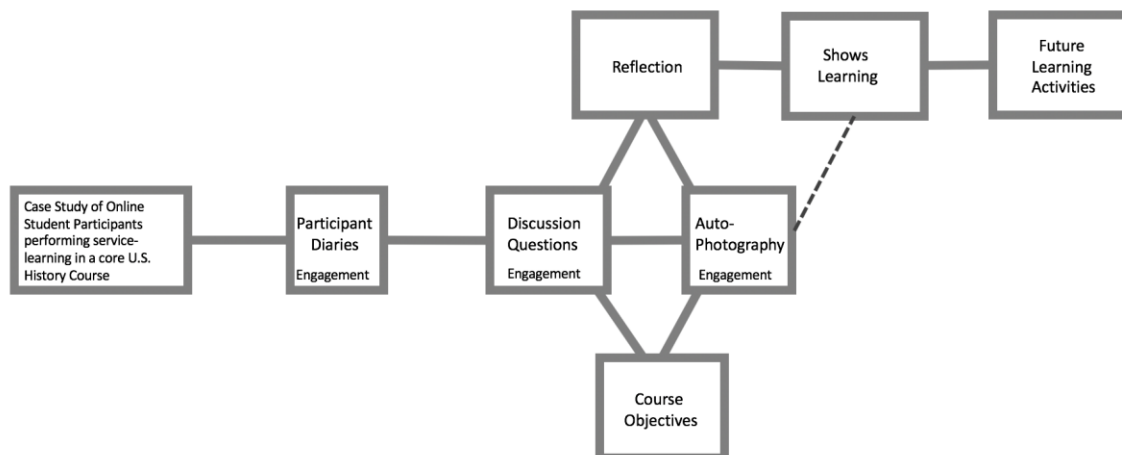 Reflection
Shows
Learning
Future
Learning
Activities
Case Study of Online
Student Participants
performing service-
learning in a core U.S.
History Course
Participant
Diaries
Engagement
Discussion
Questions
Engagement
Auto-
Photography
Engagement
Course
Objectives